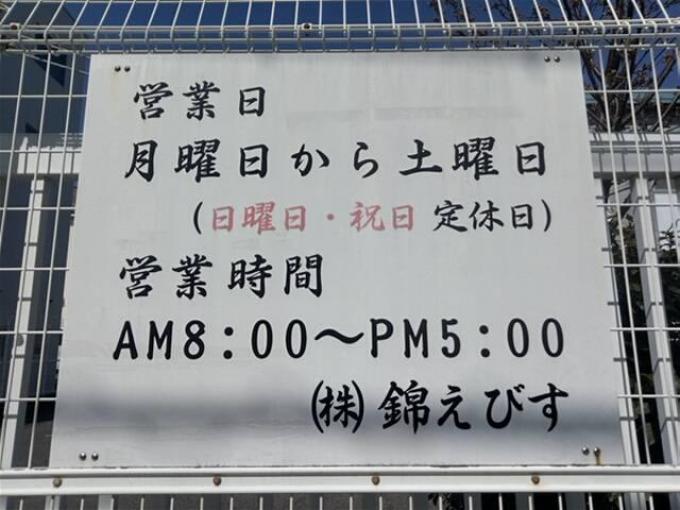 営業日
月曜日から土曜日
(日曜日・祝日 定休日)
営業時間
AM8:00～PM5:00
㈱錦えびす